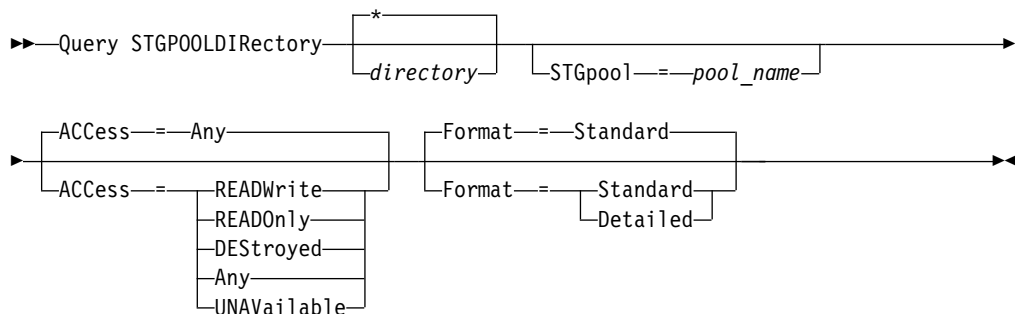 *
Query STGPOOLDIRectory
directory
STGpool = pool_name
ACCess = Any
Format = Standard
ACCess =
READWrite
READOnly
DEStroyed
Any
UNAVailable
Format =
Standard
Detailed